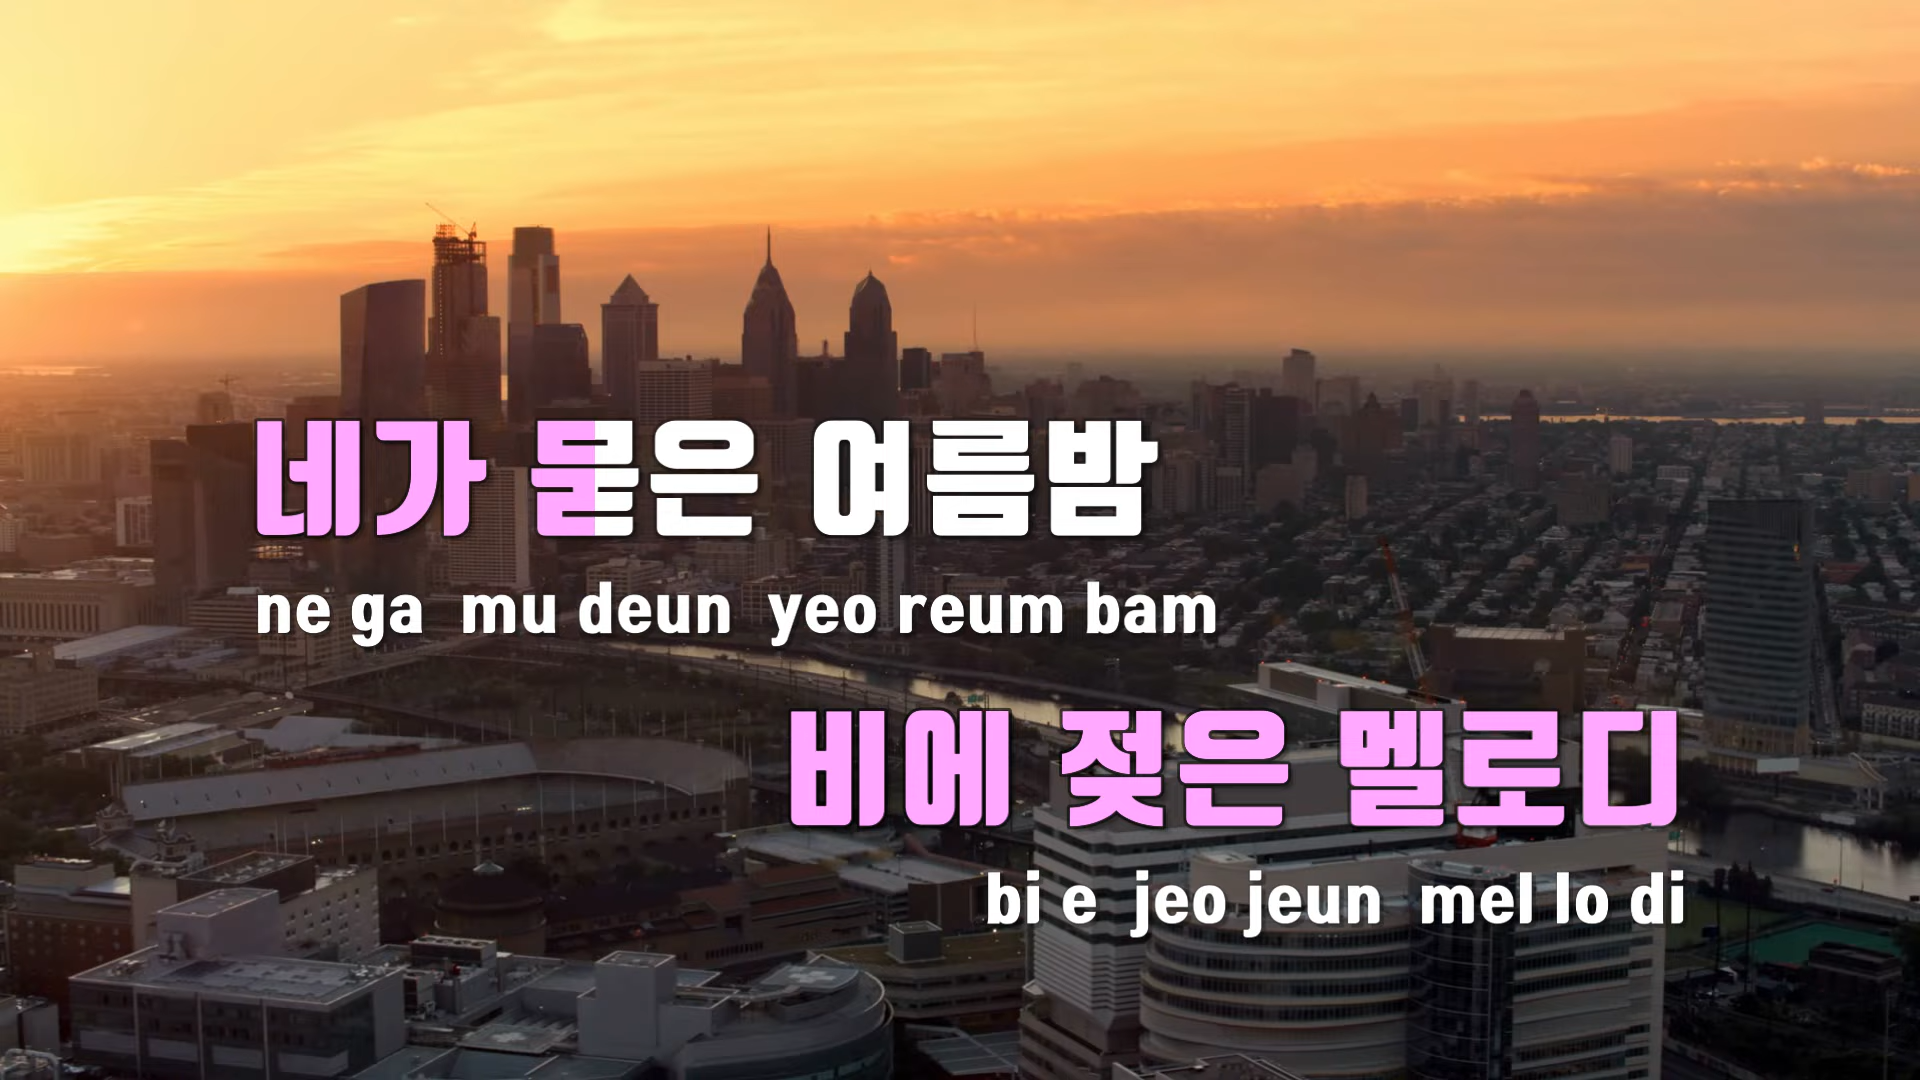 네가 묻은 여름밤
ne ga mu deun yeo reum bam
비에 젖은 멜로디
bi e jeo jeun mel lo di